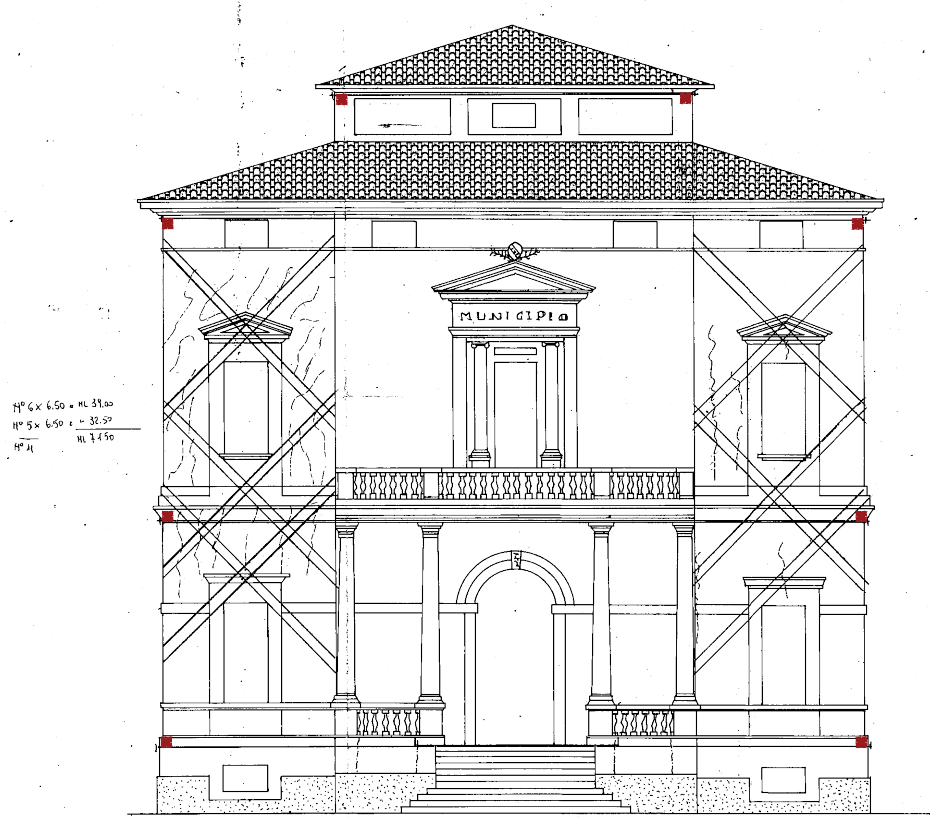 MUNICIPIO
N° 6 x 6.50 = ML 39.00
N° 5 x 6.50 = " 32.50
N° 11 ML 71.50